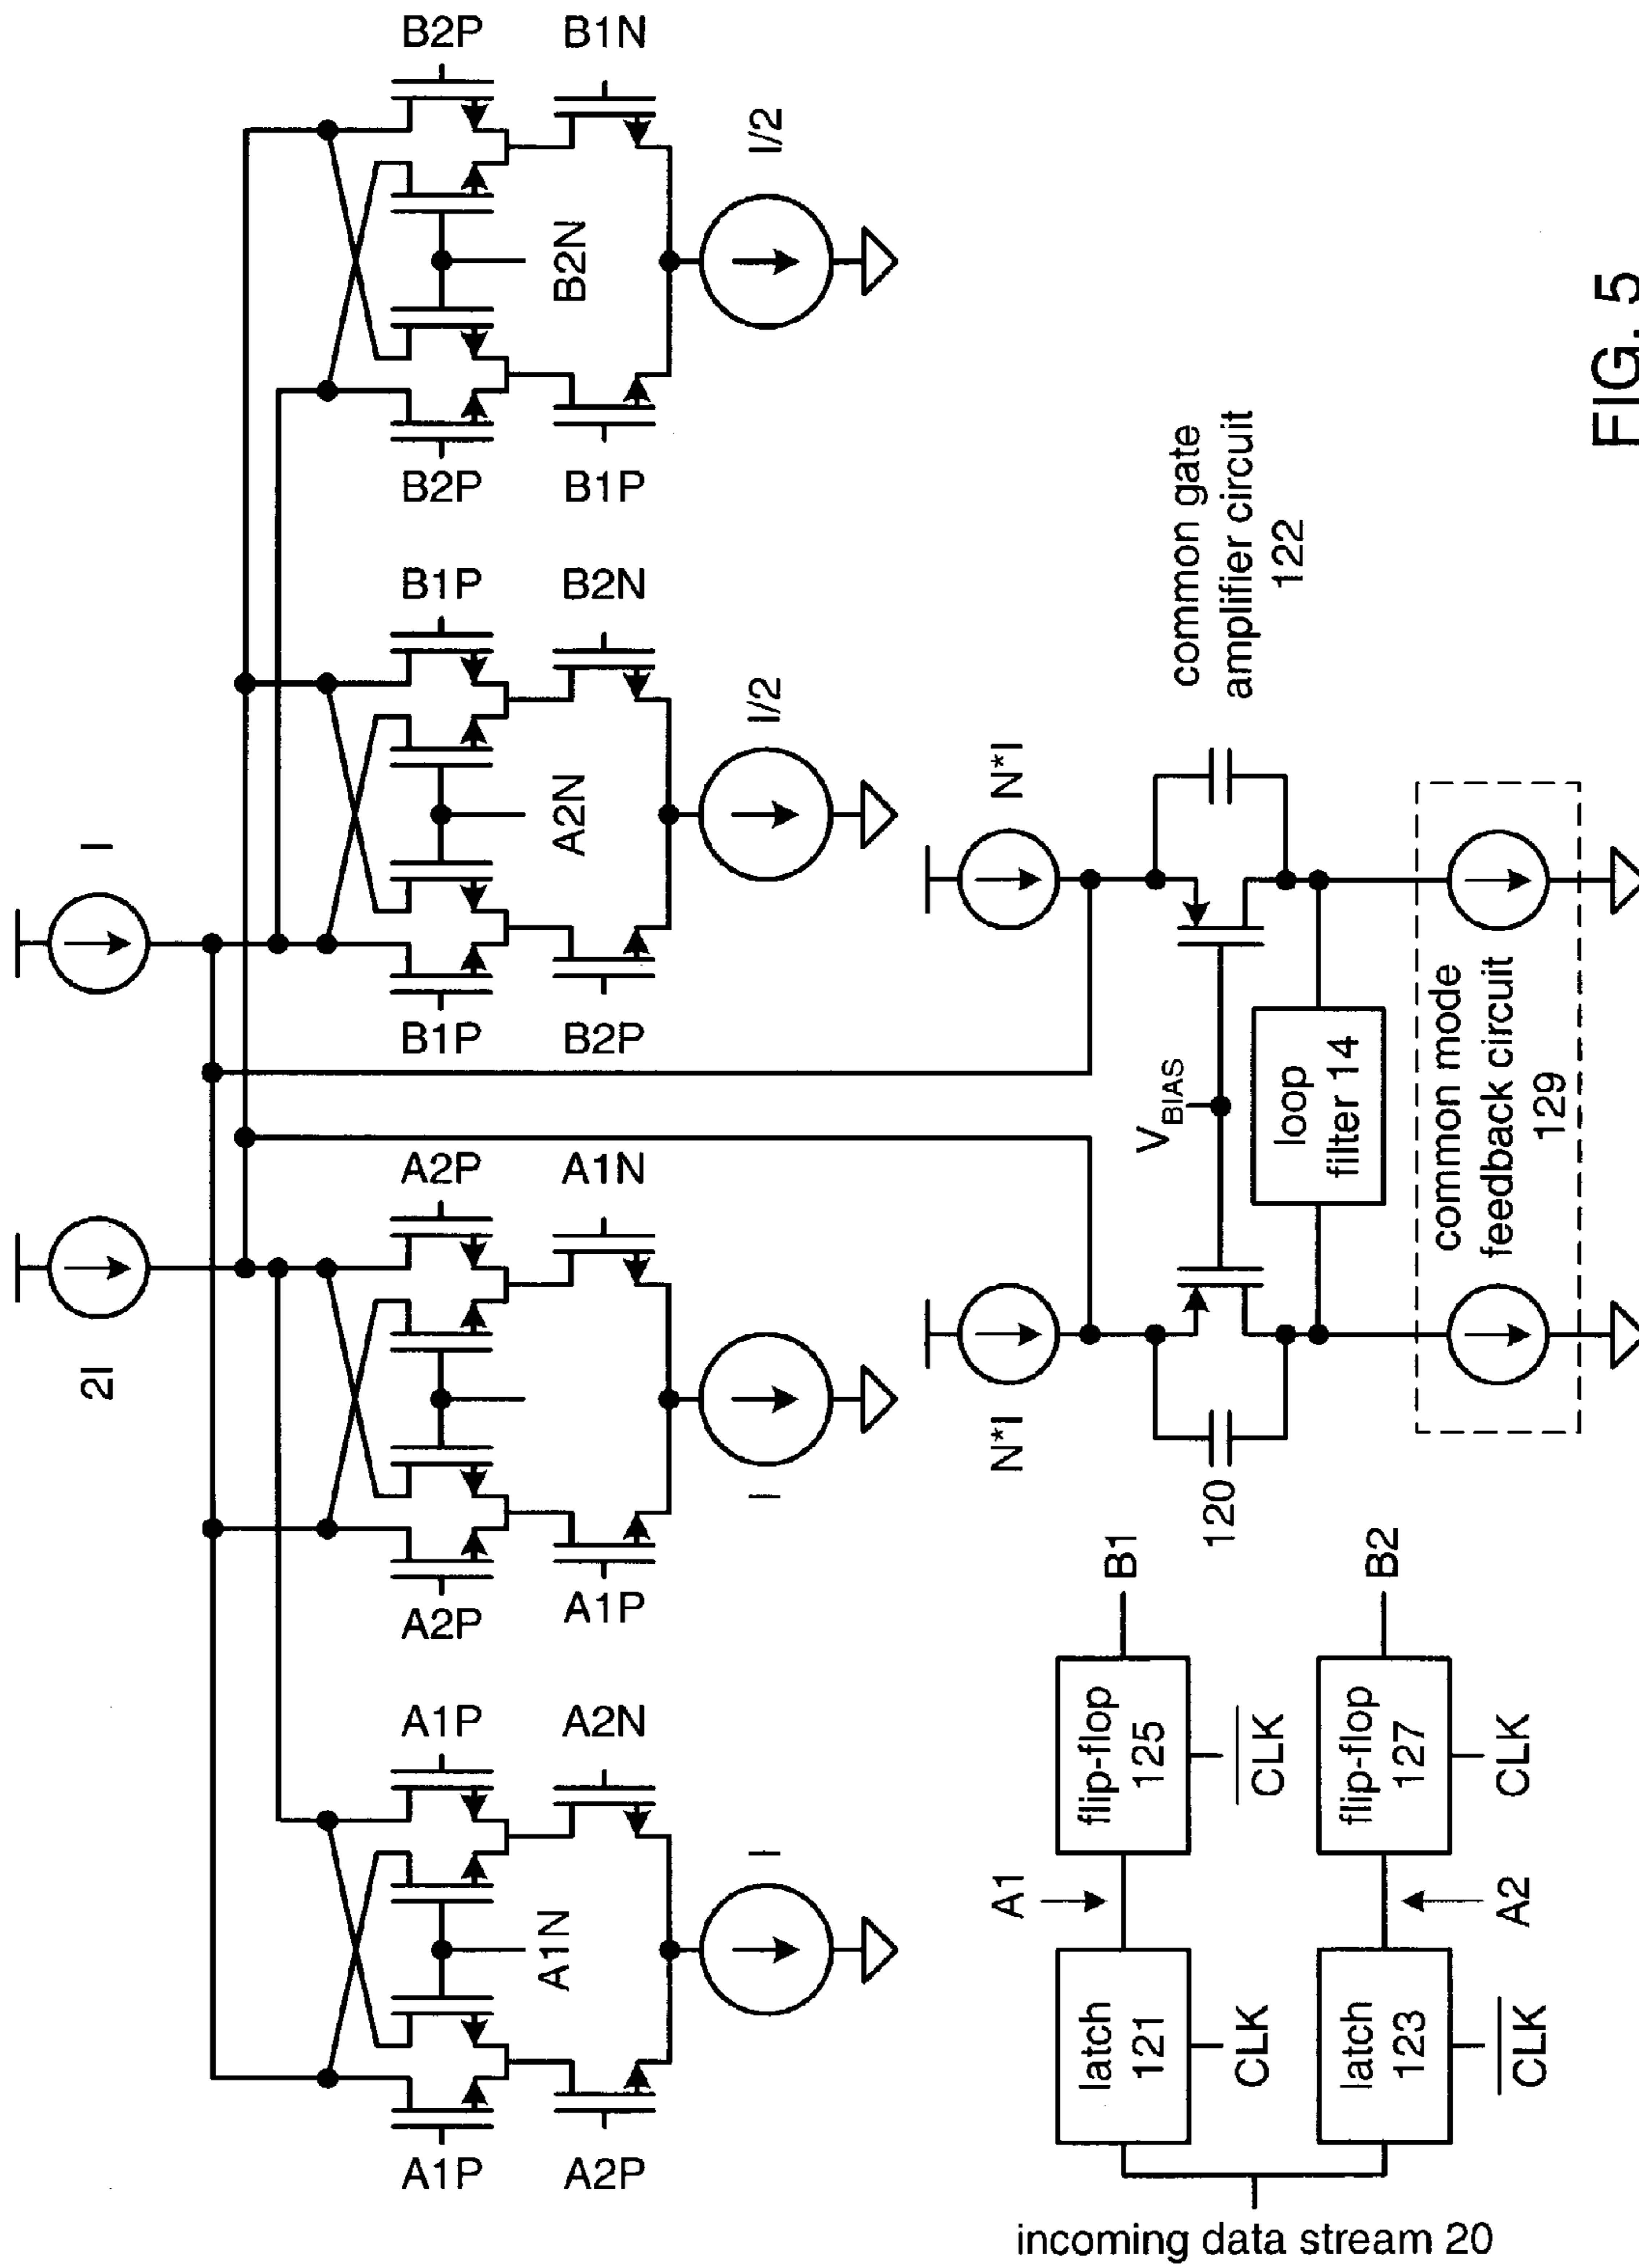 B2P
B1N
B2N
I/2
B2P
B1P
FIG. 5
common gate
amplifier circuit
122
B1P
B2N
A2N
I/2
I
B1P
B2P
N*I
2I
A2P
A1N
I
A2P
A1P
VBIAS
loop
filter 14
common mode
feedback circuit
129
N*I
120
A1P
A2N
A1N
I
A1P
A2P
B1
B2
flip-flop
125
CLK
flip-flop
127
CLK
A1
A2
latch
121
CLK
latch
123
CLK
incoming data stream 20